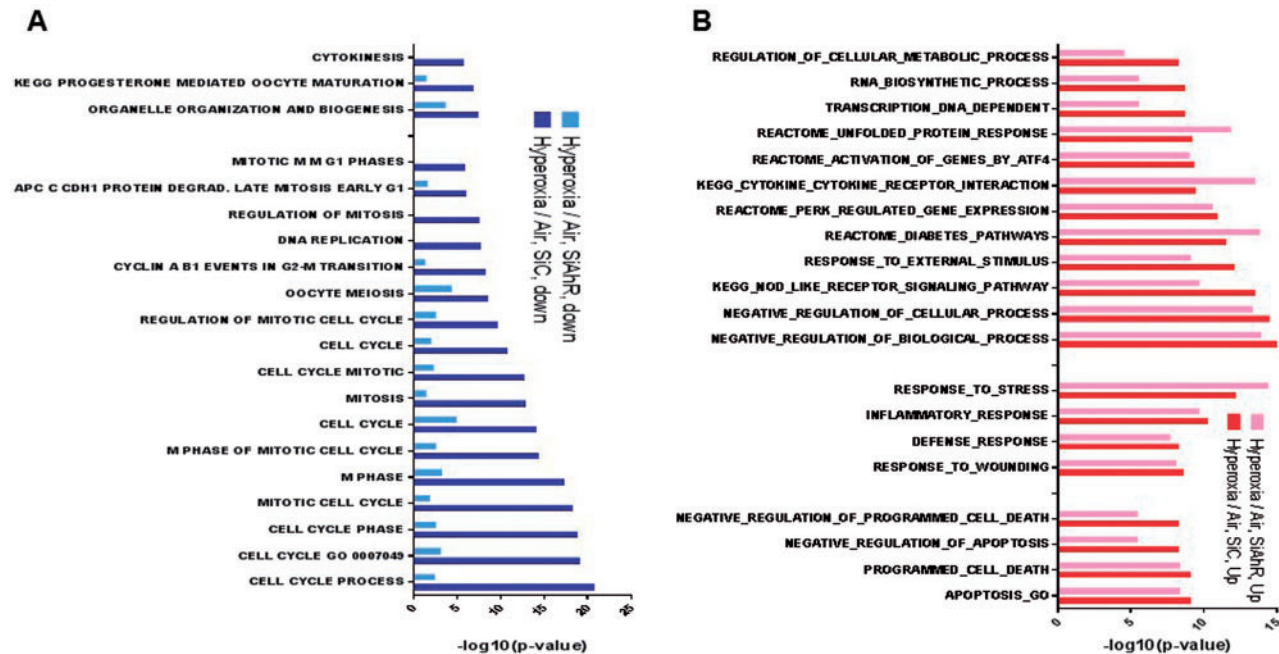 A
CYTOKINESIS
KEGG PROGESTERONE MEDIATED OOCYTE MATURATION
ORGANELLE ORGANIZATION AND BIOGENESIS
MITOTIC M M G1 PHASES
APC C CDH1 PROTEIN DEGRAD. LATE MITOSIS EARLY G1
REGULATION OF MITOSIS
DNA REPLICATION
CYCLIN A B1 EVENTS IN G2-M TRANSITION
OOCYTE MEIOSIS
REGULATION OF MITOTIC CELL CYCLE
CELL CYCLE
CELL CYCLE MITOTIC
MITOSIS
CELL CYCLE
M PHASE OF MITOTIC CELL CYCLE
M PHASE
MITOTIC CELL CYCLE
CELL CYCLE PHASE
CELL CYCLE GO 0007049
CELL CYCLE PROCESS
0 5 10 15 20 25
-log10(p-value)
Hyperoxia / Air, SiAhR, down
Hyperoxia / Air, SiC, down
B
REGULATION_OF_CELLULAR_METABOLIC_PROCESS
RNA_BIOSYNTHETIC_PROCESS
TRANSCRIPTION_DNA_DEPENDENT
REACTOME_UNFOLDED_PROTEIN_RESPONSE
REACTOME_ACTIVATION_OF_GENES_BY_ATF4
KEGG_CYTOKINE_CYTOKINE_RECEPTOR_INTERACTION
REACTOME_PERK_REGULATED_GENE_EXPRESSION
REACTOME_DIABETES_PATHWAYS
RESPONSE_TO_EXTERNAL_STIMULUS
KEGG_NOD_LIKE_RECEPTOR_SIGNALING_PATHWAY
NEGATIVE_REGULATION_OF_CELLULAR_PROCESS
NEGATIVE_REGULATION_OF_BIOLOGICAL_PROCESS
RESPONSE_TO_STRESS
INFLAMMATORY_RESPONSE
DEFENSE_RESPONSE
RESPONSE_TO_WOUNDING
NEGATIVE_REGULATION_OF_PROGRAMMED_CELL_DEATH
NEGATIVE_REGULATION_OF_APOPTOSIS
PROGRAMMED_CELL_DEATH
APOPTOSIS_GO
0 5 10 15
-log10(p-value)
Hyperoxia / Air, SiAhR, Up
Hyperoxia / Air, SiC, Up